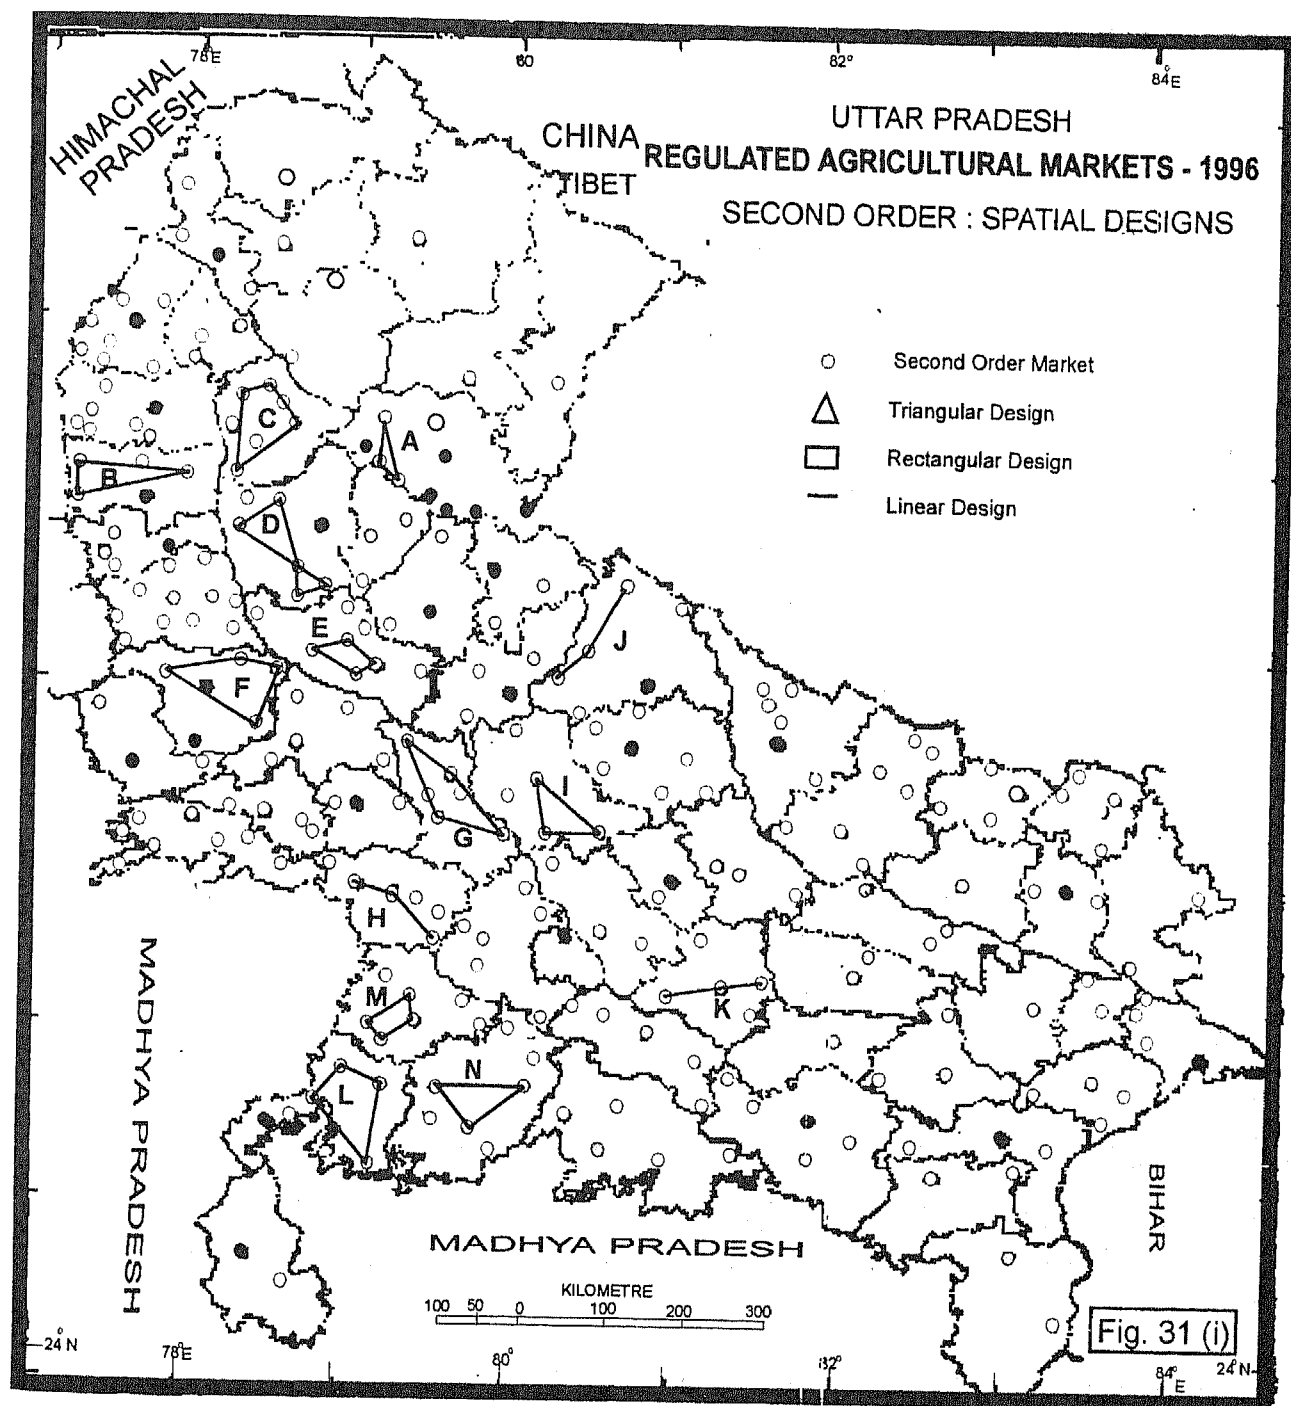 78°E
80
82°
84°E
HIMACHAL
PRADESH
CHINA
TIBET
UTTAR PRADESH
REGULATED AGRICULTURAL MARKETS - 1996
SECOND ORDER : SPATIAL DESIGNS
Second Order Market
Triangular Design
Rectangular Design
Linear Design
C
A
B
D
E
J
F
I
G
H
M
K
N
L
MADHYA PRADESH
MADHYA PRADESH
BIHAR
KILOMETRE
100 50 0 100 200 300
Fig. 31 (i)
24°N
78°E
80°
82°
84°E
24°N